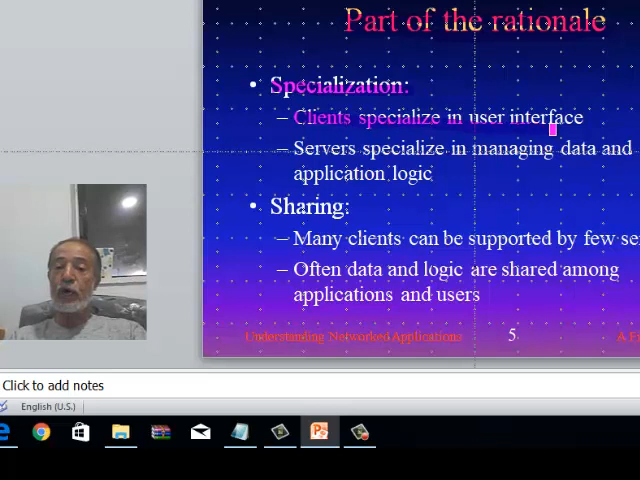 Part of the rationale
• Specialization:
– Clients specialize in user interface
– Servers specialize in managing data and
application logic
• Sharing:
– Many clients can be supported by few
– Often data and logic are shared among
applications and users
Understanding Networked Applications
5
A
Click to add notes
English (U.S.)